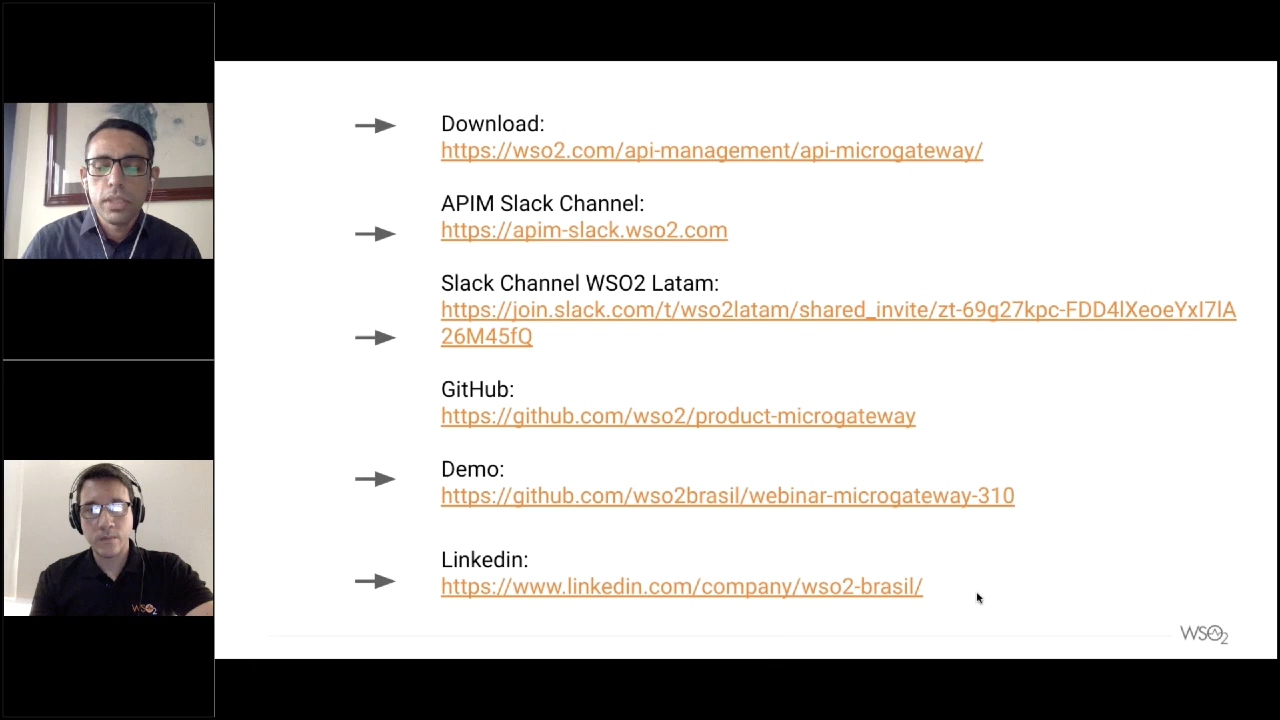 Download:
https://wso2.com/api-management/api-microgateway/
APIM Slack Channel:
https://apim-slack.wso2.com
Slack Channel WSO2 Latam:
https://join.slack.com/t/wso2latam/shared_invite/zt-69g27kpc-FDD4lXeoeYxI7lA
26M45fQ
GitHub:
https://github.com/wso2/product-microgateway
Demo:
https://github.com/wso2brasil/webinar-microgateway-310
Linkedin:
https://www.linkedin.com/company/wso2-brasil/
WSO2
WSO2